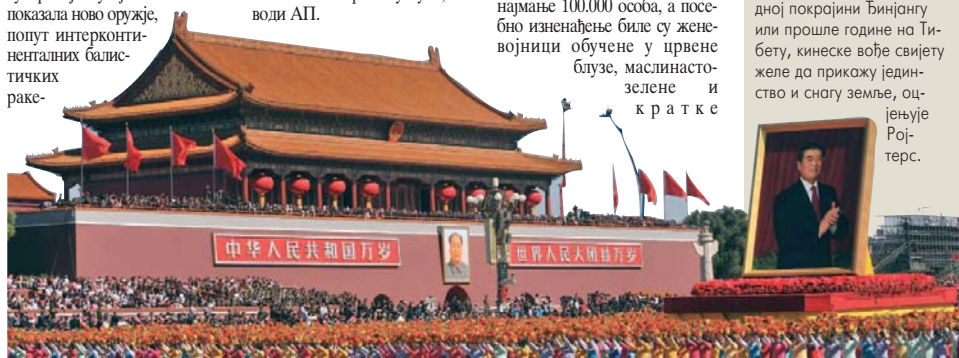 показала ново оружје,
попут интерконти-
ненталних балис-
тичких
раке-
води АП.
најмање 100.000 особа, а посе-
бно изненађење биле су жене-
војници обучене у црвене
блузе, маслинасто-
зелене и
кратке
дној покрајини Ђинјангу
или прошле године на Ти-
бету, кинеске вође свијету
желе да прикажу једин-
ство и снагу земље, оц-
јењује
Рој-
терс.
中华人民共和国万岁
世界人民大团结万岁